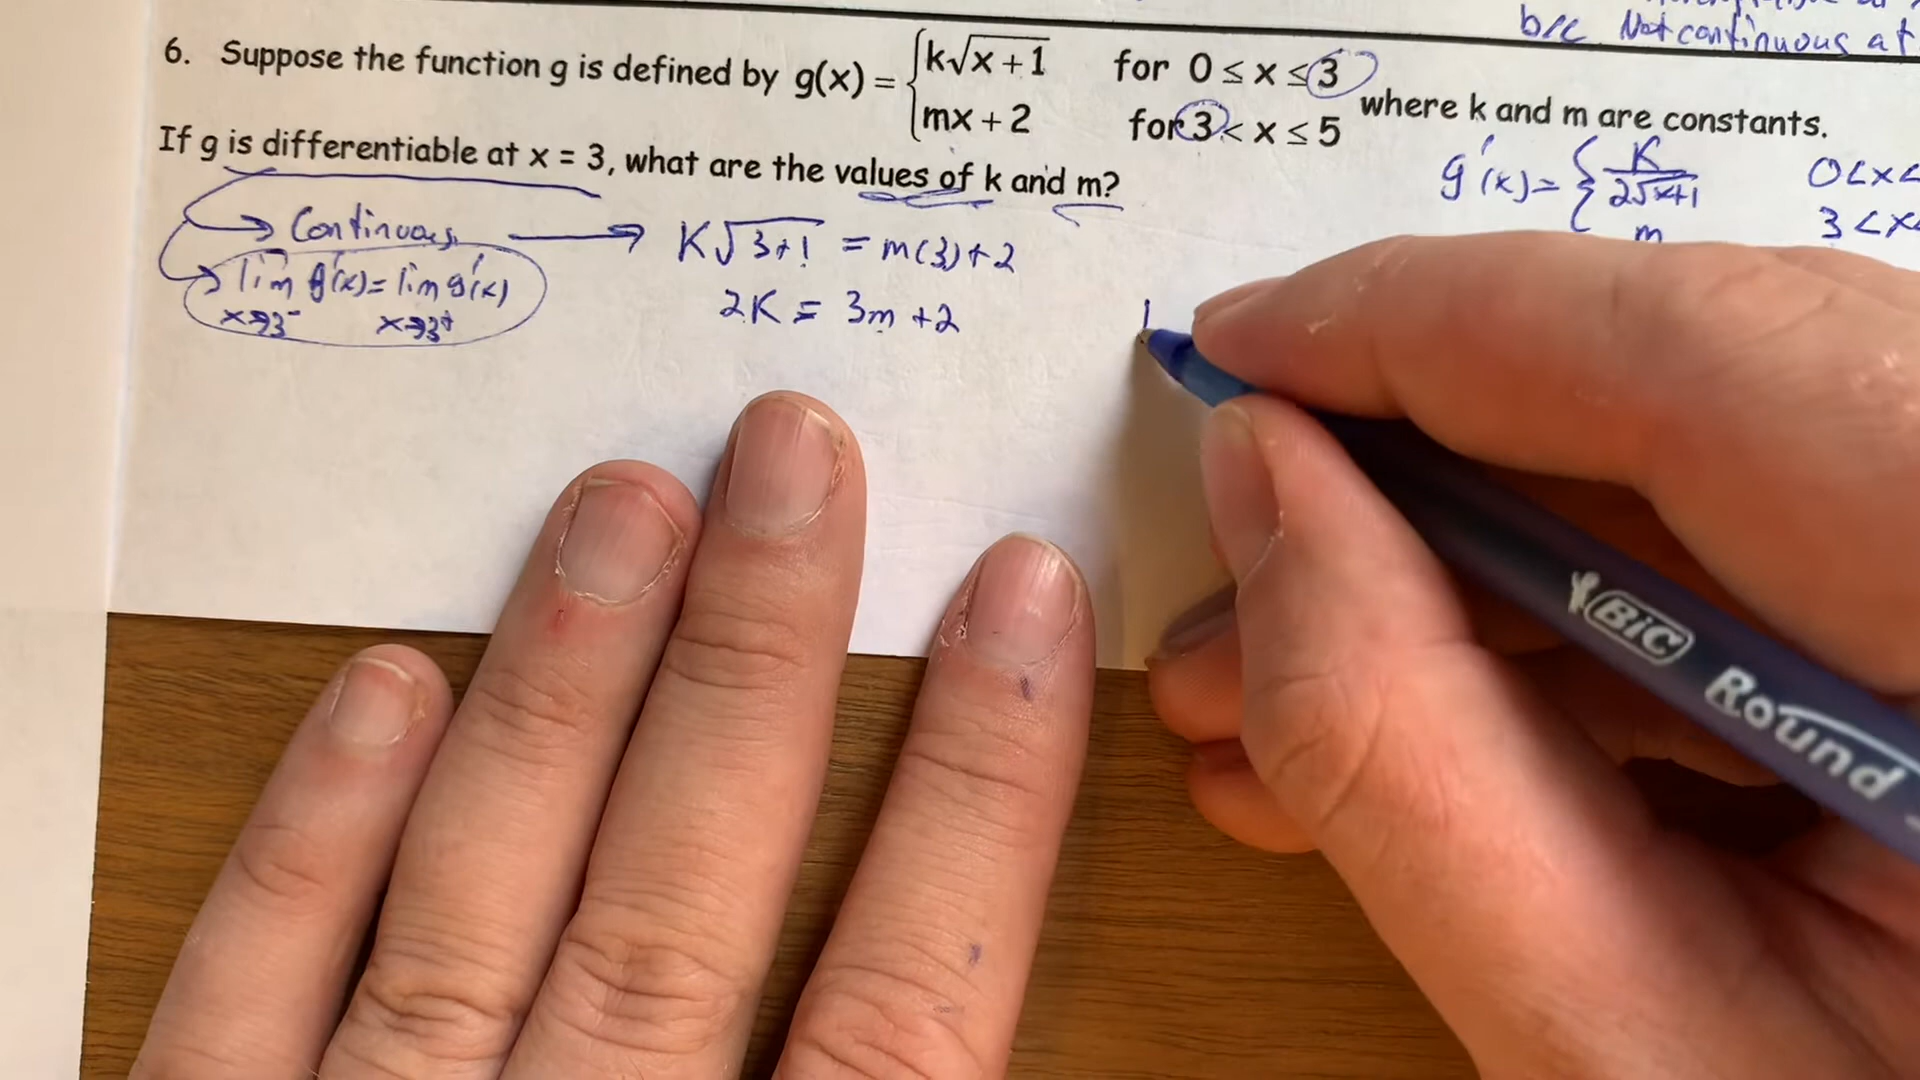 b/c Not continuous at
6. Suppose the function g is defined by g(x) = { k√x+1 for 0 ≤ x ≤ 3
mx + 2 for 3 < x ≤ 5 where k and m are constants.
If g is differentiable at x = 3, what are the values of k and m?
g'(x) = { K/2√x+1 0<x<
m 3<x<
Continuous → K√3+1 = m(3)+2
lim g'(x) = lim g'(x)
x→3⁻ x→3⁺
2K = 3m + 2
BiC Round